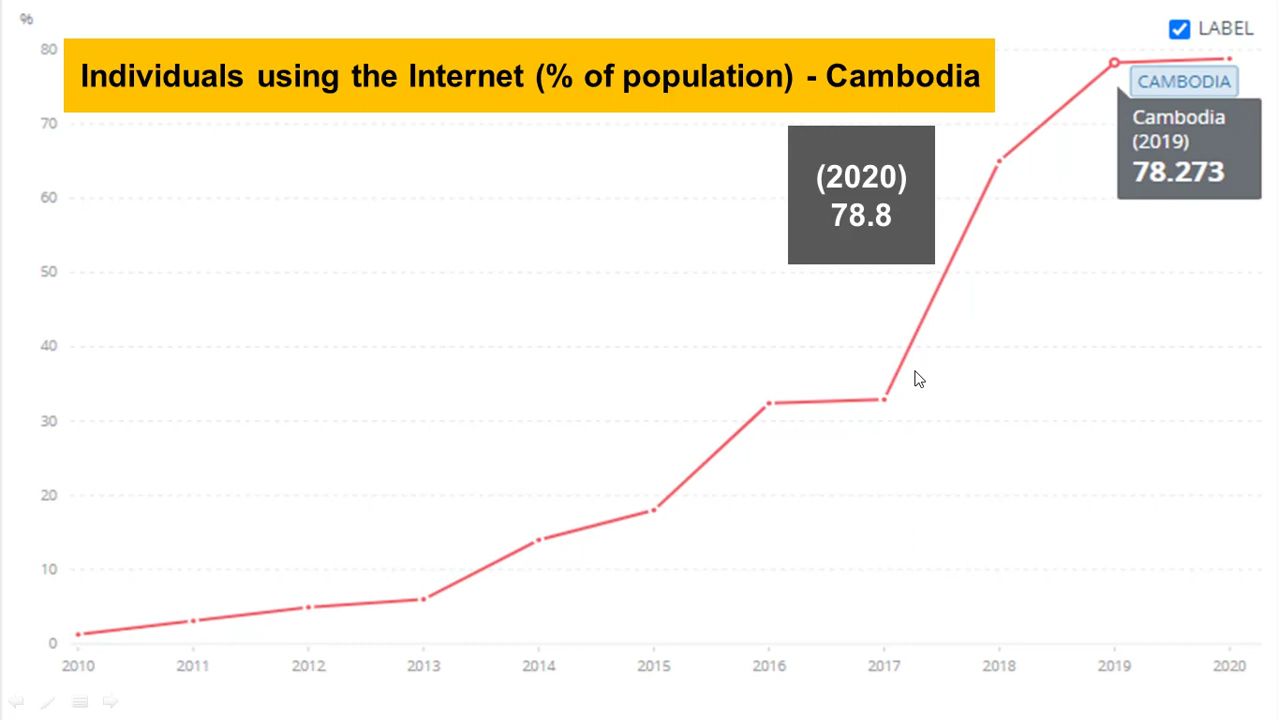 %
LABEL
80
Individuals using the Internet (% of population) - Cambodia
CAMBODIA
70
Cambodia
(2019)
78.273
(2020)
78.8
60
50
40
30
20
10
0
2010 2011 2012 2013 2014 2015 2016 2017 2018 2019 2020